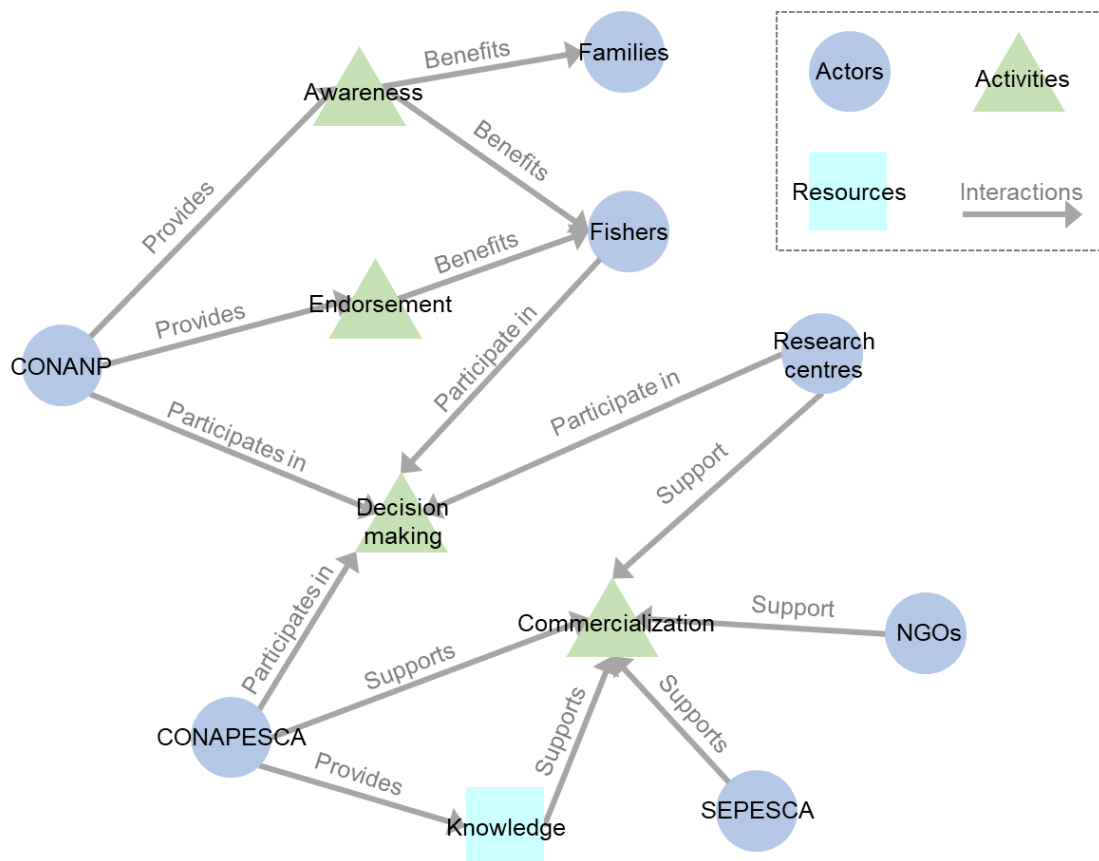 Benefits
Families
Awareness
Actors
Activities
Benefits
Provides
Resources
Interactions
Fishers
Benefits
Endorsement
Provides
CONANP
Participate in
Research
centres
Participate in
Participates in
Support
Decision
making
Participates in
Support
Commercialization
NGOs
Supports
CONAPESCA
Supports
Supports
Provides
Knowledge
SEPESCA